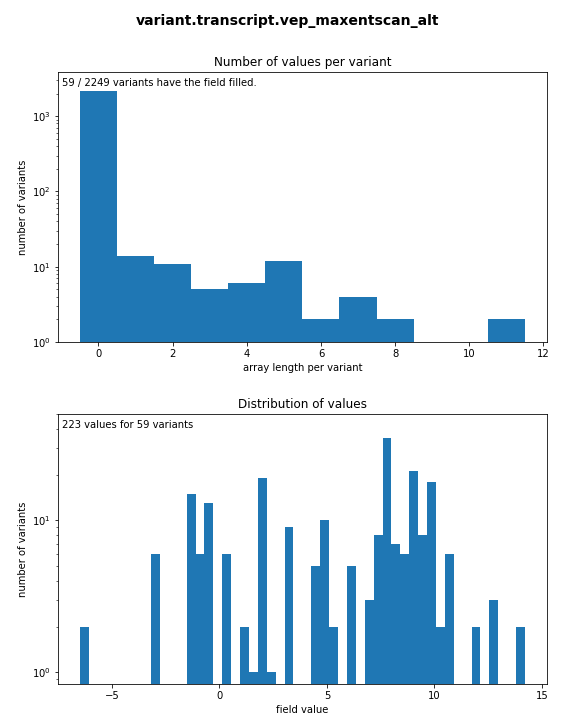 variant.transcript.vep_maxentscan_alt
Number of values per variant
59 / 2249 variants have the field filled.
number of variants
10³
10²
10¹
10⁰
0 2 4 6 8 10 12
array length per variant
Distribution of values
223 values for 59 variants
number of variants
10¹
10⁰
−5 0 5 10 15
field value